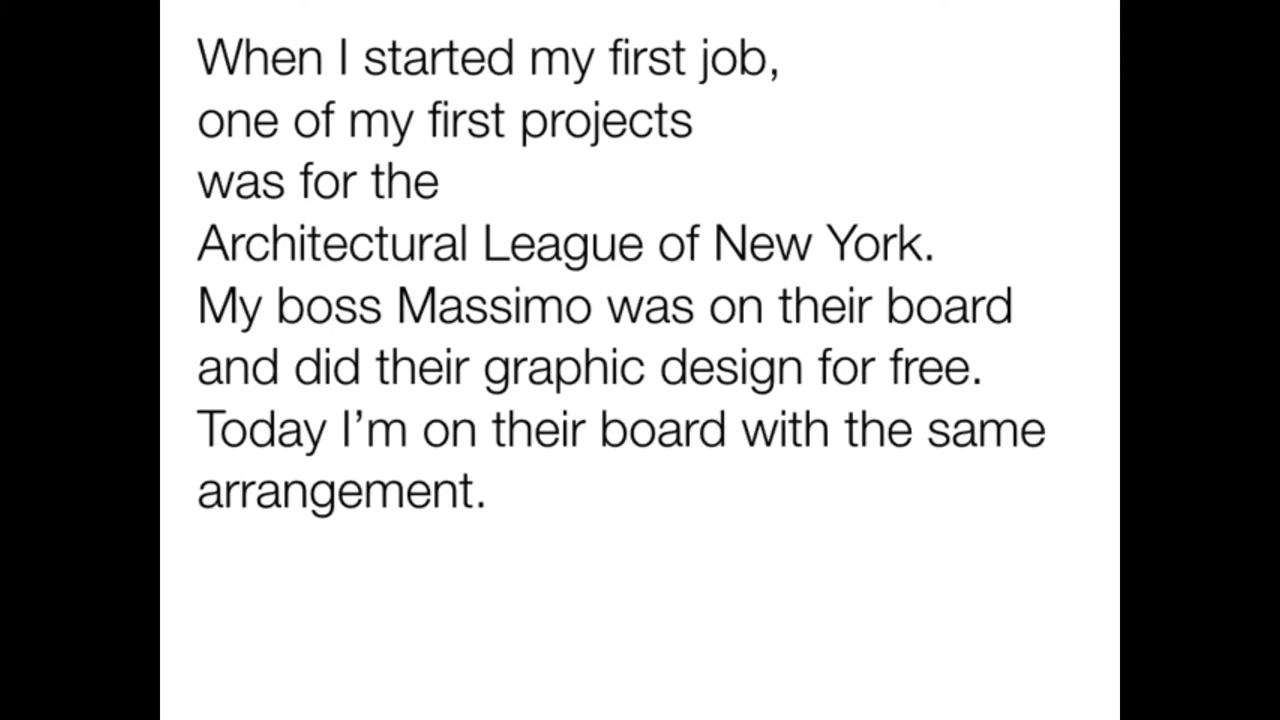 When I started my first job,
one of my first projects
was for the
Architectural League of New York.
My boss Massimo was on their board
and did their graphic design for free.
Today I’m on their board with the same
arrangement.